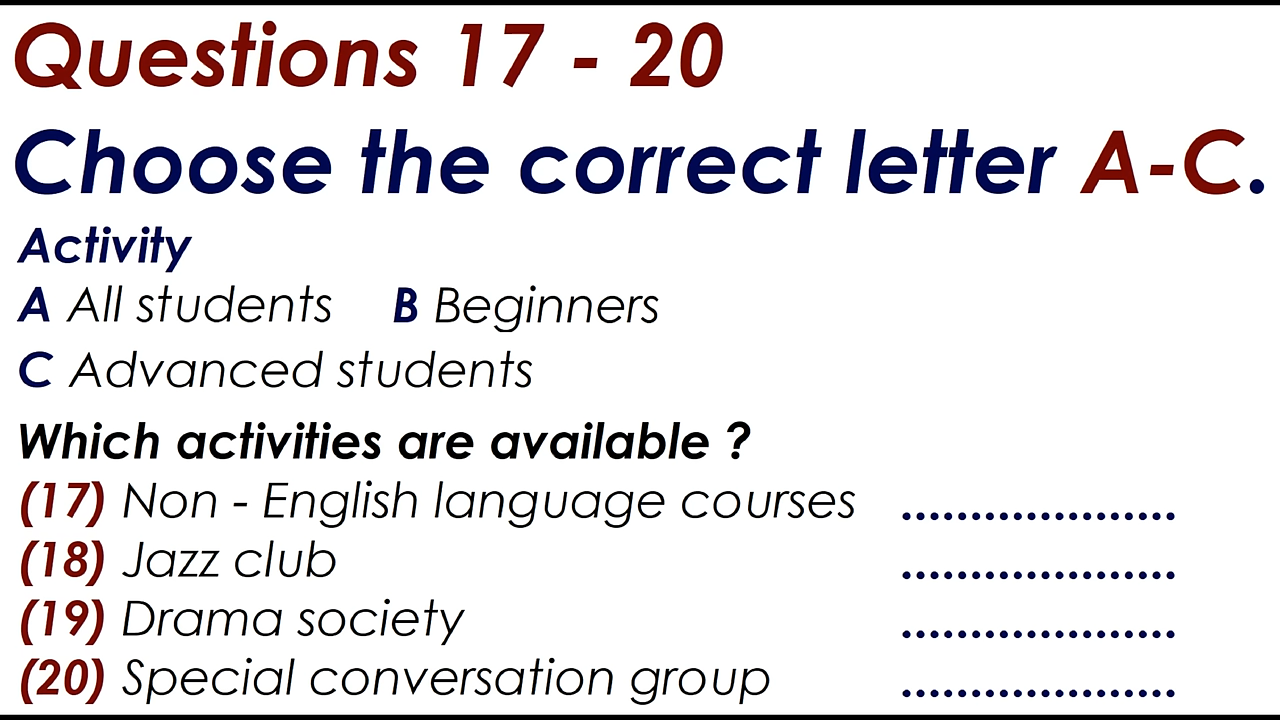 Questions 17 - 20
Choose the correct letter A-C.
Activity
A All students B Beginners
C Advanced students
Which activities are available ?
(17) Non - English language courses ....................
(18) Jazz club ....................
(19) Drama society ....................
(20) Special conversation group ....................